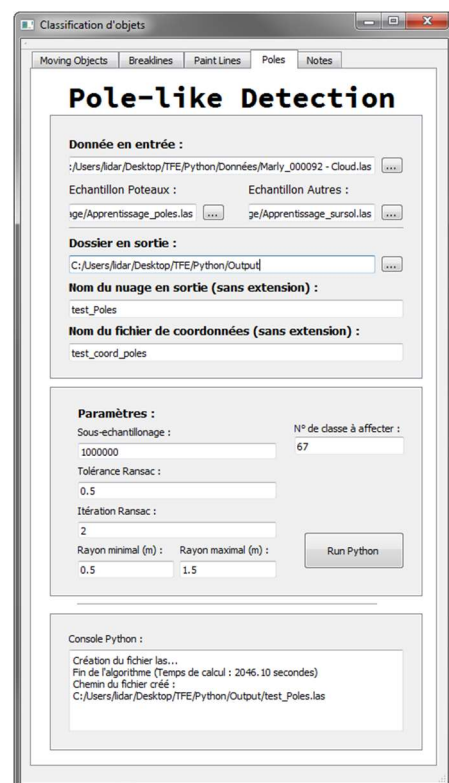 Classification d'objets
Moving Objects Breaklines Paint Lines Poles Notes
Pole-like Detection
Donnée en entrée :
:/Users/lidar/Desktop/TFE/Python/Données/Marly_000092 - Cloud.las ...
Echantillon Poteaux : Echantillon Autres :
age/Apprentissage_poles.las ... ge/Apprentissage_sursol.las ...
Dossier en sortie :
C:/Users/lidar/Desktop/TFE/Python/Output ...
Nom du nuage en sortie (sans extension) :
test_Poles
Nom du fichier de coordonnées (sans extension) :
test_coord_poles
Paramètres :
Sous-echantillonage : N° de classe à affecter :
1000000 67
Tolérance Ransac :
0.5
Itération Ransac :
2
Rayon minimal (m) : Rayon maximal (m) :
0.5 1.5 Run Python
Console Python :
Création du fichier las...
Fin de l'algorithme (Temps de calcul : 2046.10 secondes)
Chemin du fichier créé :
C:/Users/lidar/Desktop/TFE/Python/Output/test_Poles.las